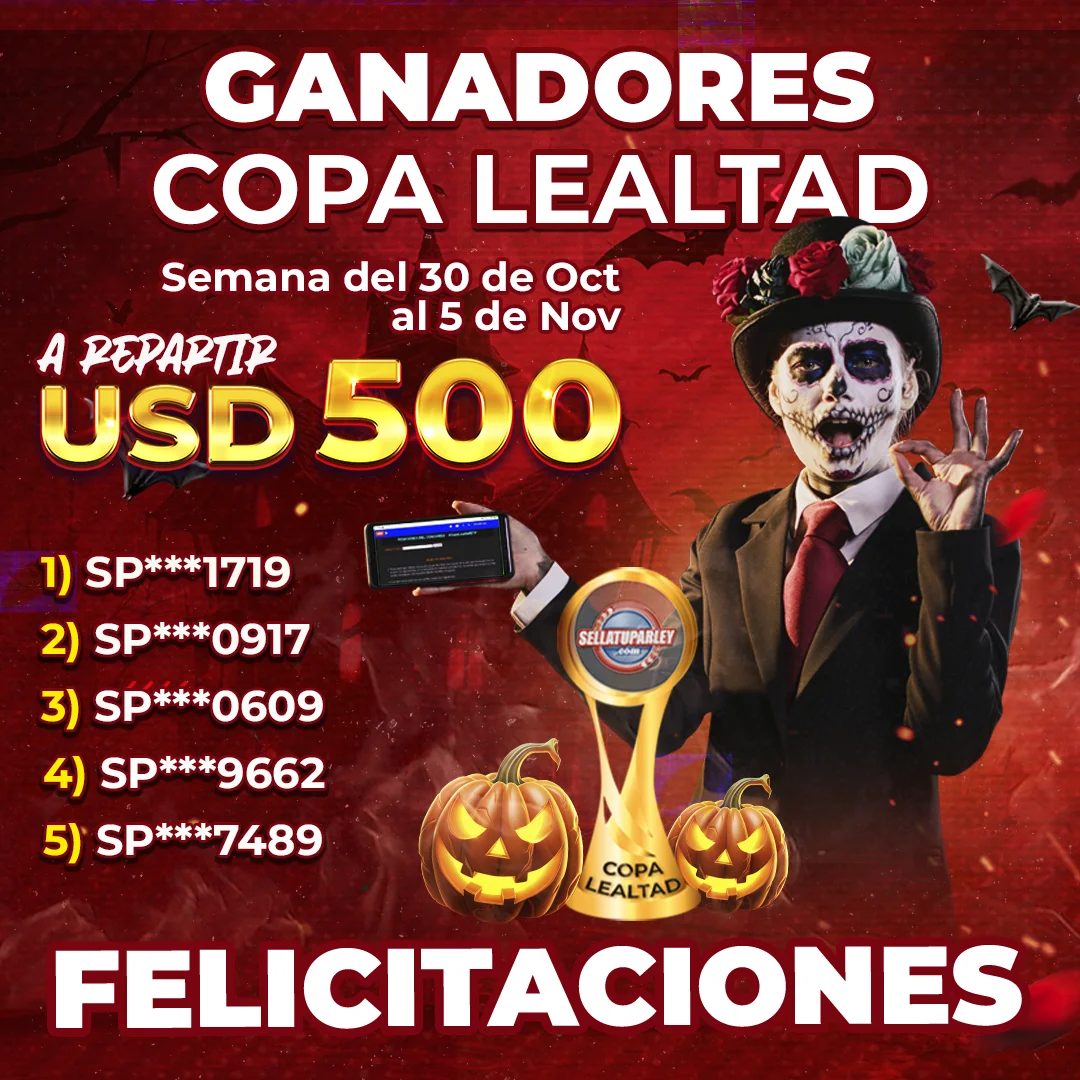 GANADORES
COPA LEALTAD
Semana del 30 de Oct
al 5 de Nov
A REPARTIR
USD 500
1) SP***1719
2) SP***0917
3) SP***0609
4) SP***9662
5) SP***7489
SELLATUPARLEY
.com
COPA
LEALTAD
FELICITACIONES